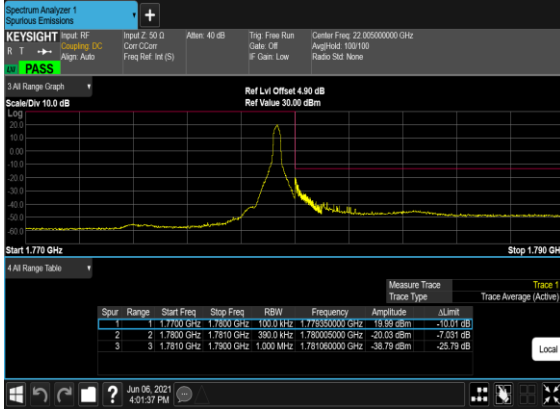 Spectrum Analyzer 1
Spurious Emissions
+
KEYSIGHT Input: RF Input Z: 50 Ω Atten: 40 dB Trig: Free Run Center Freq: 22.005000000 GHz
R T Coupling: DC Corr CCorr Gate: Off Avg|Hold: 100/100
Align: Auto Freq Ref: Int (S) IF Gain: Low Radio Std: None
PASS
3 All Range Graph
Ref Lvl Offset 4.90 dB
Scale/Div 10.0 dB Ref Value 30.00 dBm
Log
20.0
10.0
0.00
-10.0
-20.0
-30.0
-40.0
-50.0
-60.0
Start 1.770 GHz Stop 1.790 GH
4 All Range Table
Measure Trace Trace 1
Trace Type Trace Average (Active)
Spur Range Start Freq Stop Freq RBW Frequency Amplitude ΔLimit
1 1 1.7700 GHz 1.7800 GHz 100.0 kHz 1.779350000 GHz 19.99 dBm -10.01 dB
2 2 1.7800 GHz 1.7810 GHz 390.0 kHz 1.780005000 GHz -20.03 dBm -7.031 dB
3 3 1.7810 GHz 1.7900 GHz 1.000 MHz 1.781060000 GHz -38.79 dBm -25.79 dB
Local
? Jun 06, 2021
4:01:37 PM